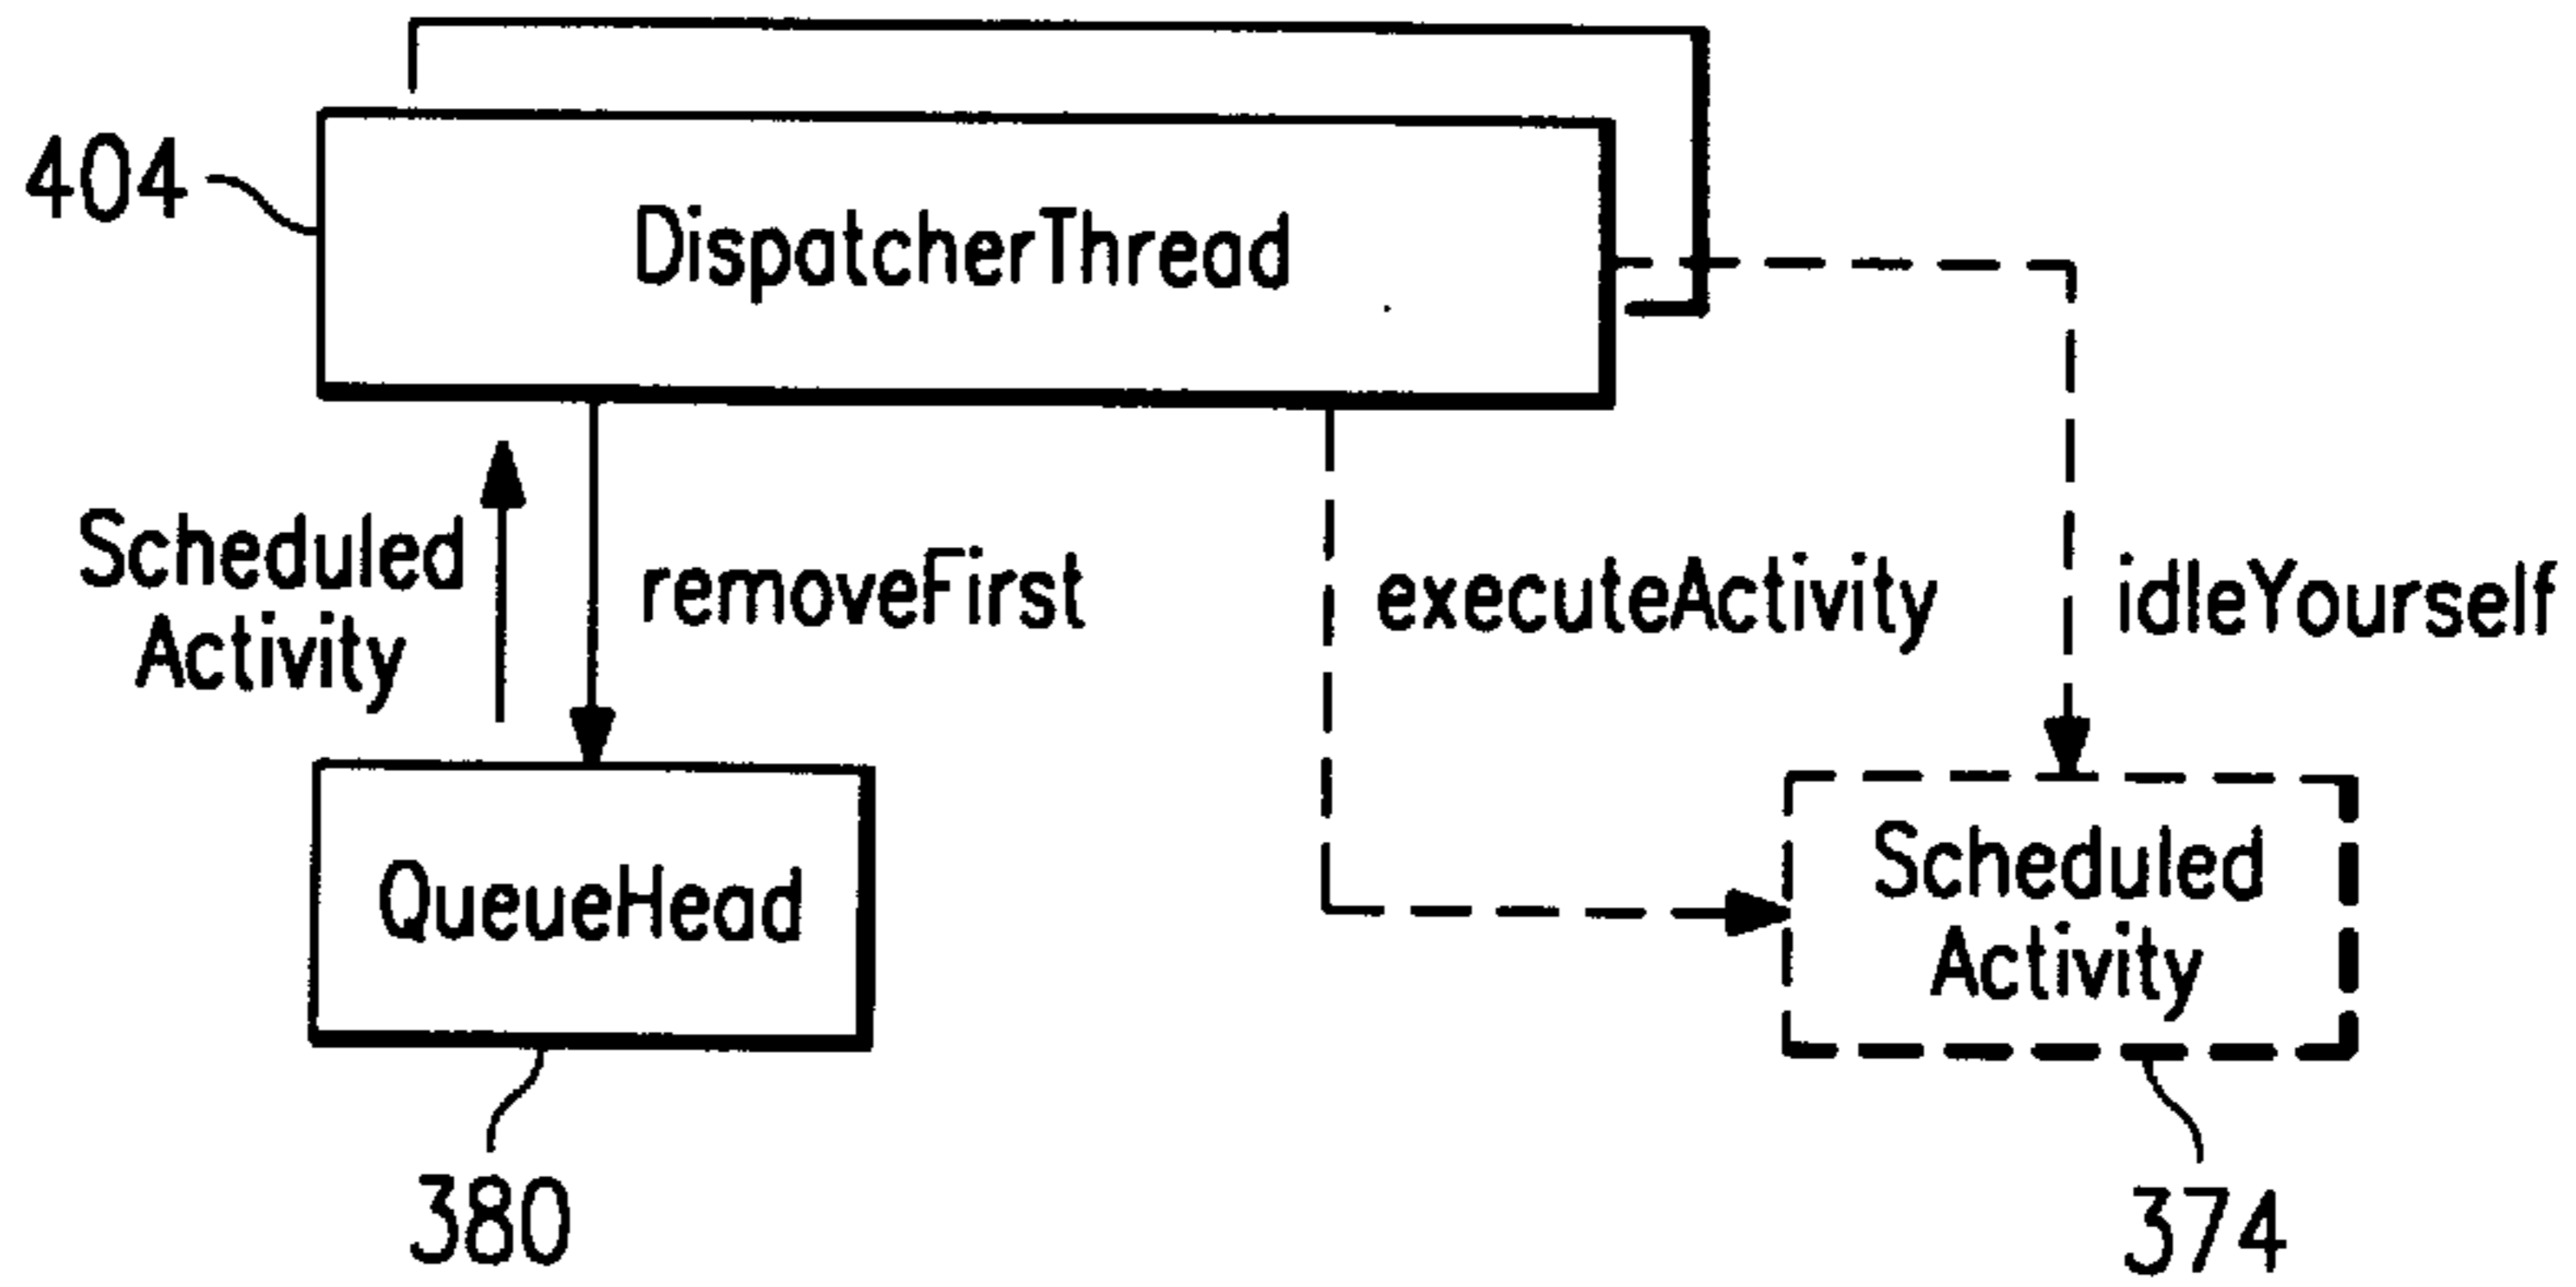 404
DispatcherThread
Scheduled
Activity
removeFirst
executeActivity
idleYourself
QueueHead
Scheduled
Activity
380
374